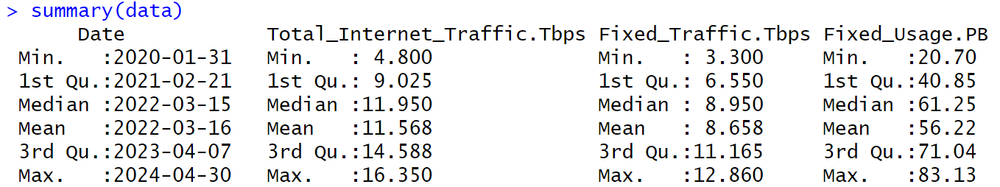 > summary(data)
      Date            Total_Internet_Traffic.Tbps Fixed_Traffic.Tbps Fixed_Usage.PB
 Min.   :2020-01-31   Min.   : 4.800              Min.   : 3.300     Min.   :20.70
 1st Qu.:2021-02-21   1st Qu.: 9.025              1st Qu.: 6.550     1st Qu.:40.85
 Median :2022-03-15   Median :11.950              Median : 8.950     Median :61.25
 Mean   :2022-03-16   Mean   :11.568              Mean   : 8.658     Mean   :56.22
 3rd Qu.:2023-04-07   3rd Qu.:14.588              3rd Qu.:11.165     3rd Qu.:71.04
 Max.   :2024-04-30   Max.   :16.350              Max.   :12.860     Max.   :83.13